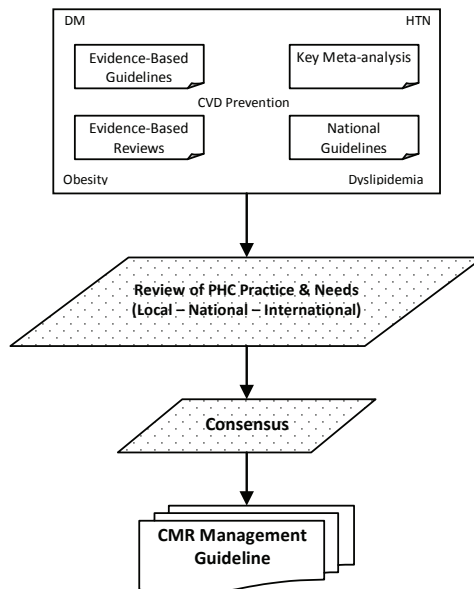 DM
HTN
Evidence-Based
Guidelines
Key Meta-analysis
CVD Prevention
Evidence-Based
Reviews
National
Guidelines
Obesity
Dyslipidemia
Review of PHC Practice & Needs
(Local – National – International)
Consensus
CMR Management
Guideline